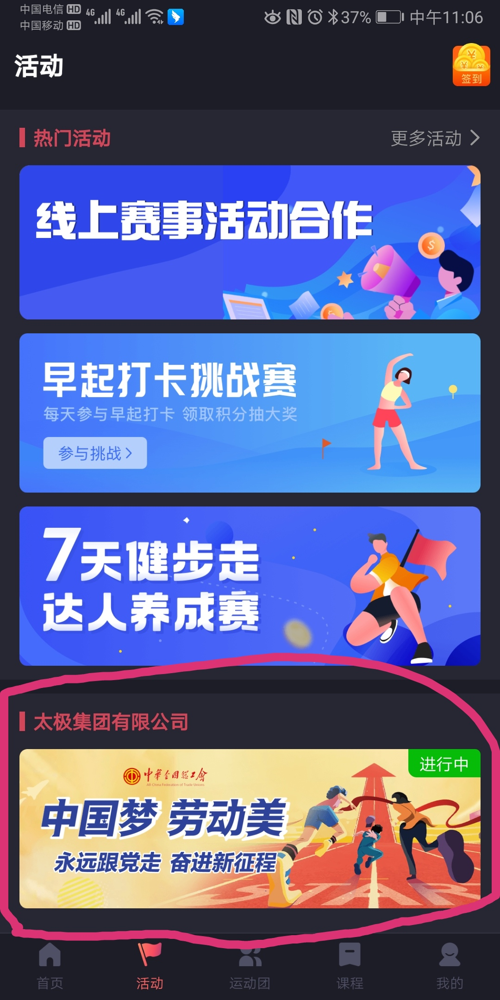 中国电信 HD 4G 4G 37% 中午11:06
中国移动 HD
活动
签到
热门活动
更多活动
线上赛事活动合作
早起打卡挑战赛
每天参与早起打卡 领取积分抽大奖
参与挑战
7天健步走
达人养成赛
太极集团有限公司
进行中
中華全国総工會
All-China Federation of Trade Unions
中国梦 劳动美
永远跟党走 奋进新征程
STAR
首页 活动 运动团 课程 我的